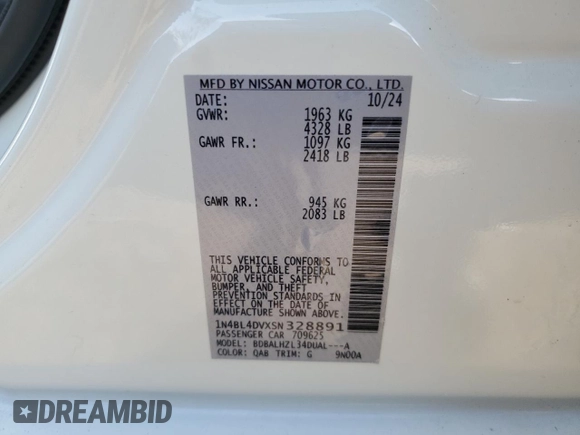 MFD BY NISSAN MOTOR CO., LTD.
DATE: 10/24
GVWR: 1963 KG
4328 LB
GAWR FR.: 1097 KG
2418 LB
GAWR RR.: 945 KG
2083 LB
THIS VEHICLE CONFORMS TO
ALL APPLICABLE FEDERAL
MOTOR VEHICLE SAFETY,
BUMPER, AND THEFT
PREVENTION STANDARDS IN
EFFECT ON THE DATE OF
MANUFACTURE SHOWN ABOVE.
1N4BL4DVXSN328891
PASSENGER CAR 709625
MODEL: BDBALHZL34DUAL---A
COLOR: QAB TRIM: G 9N00A
DREAMBID